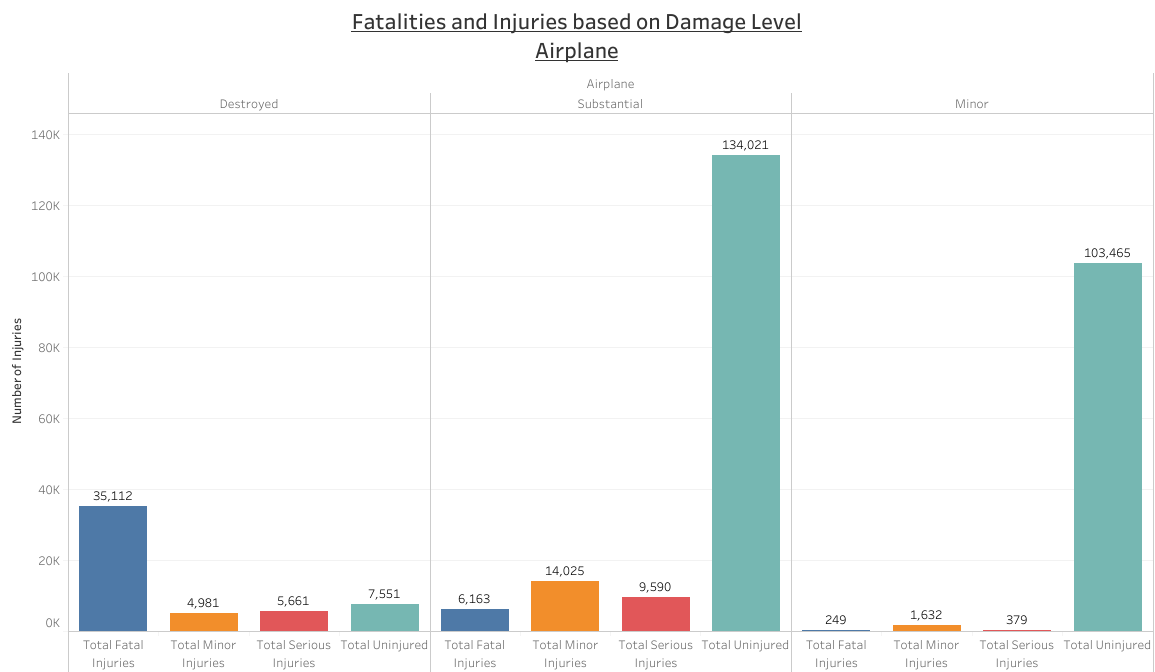 Fatalities and Injuries based on Damage Level
Airplane
Airplane
Destroyed
Substantial
Minor
Number of Injuries
140K
120K
100K
80K
60K
40K
20K
0K
35,112
4,981
5,661
7,551
6,163
14,025
9,590
134,021
249
1,632
379
103,465
Total Fatal
Injuries
Total Minor
Injuries
Total Serious
Injuries
Total Uninjured
Total Fatal
Injuries
Total Minor
Injuries
Total Serious
Injuries
Total Uninjured
Total Fatal
Injuries
Total Minor
Injuries
Total Serious
Injuries
Total Uninjured